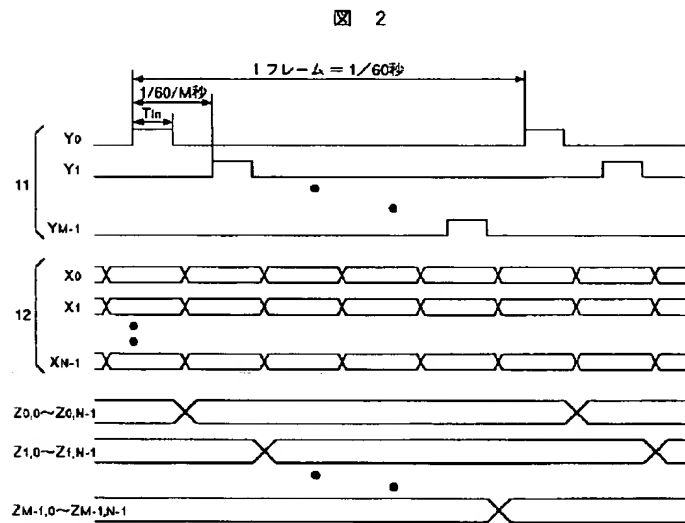 図 2
1フレーム = 1/60秒
1/60/M秒
Tin
Y0
Y1
11
YM-1
X0
X1
12
XN-1
Z0,0～Z0,N-1
Z1,0～Z1,N-1
ZM-1,0～ZM-1,N-1